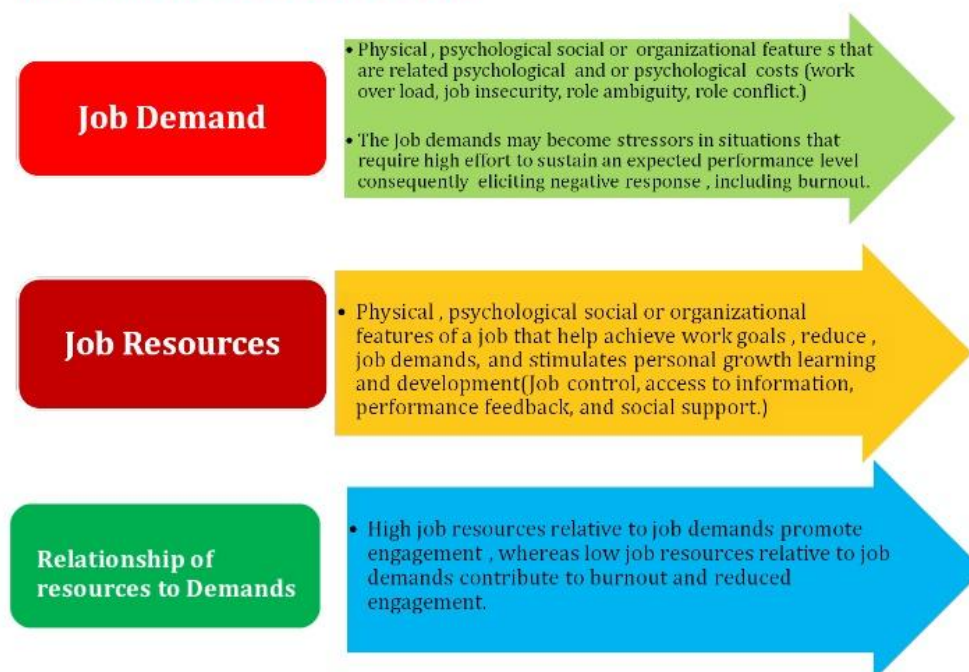 Job Demand
• Physical , psychological social or organizational feature s that
are related psychological and or psychological costs (work
over load, job insecurity, role ambiguity, role conflict.)
• The Job demands may become stressors in situations that
require high effort to sustain an expected performance level
consequently eliciting negative response , including burnout.
Job Resources
• Physical , psychological social or organizational
features of a job that help achieve work goals , reduce ,
job demands, and stimulates personal growth learning
and development(Job control, access to information,
performance feedback, and social support.)
Relationship of
resources to Demands
• High job resources relative to job demands promote
engagement , whereas low job resources relative to job
demands contribute to burnout and reduced
engagement.